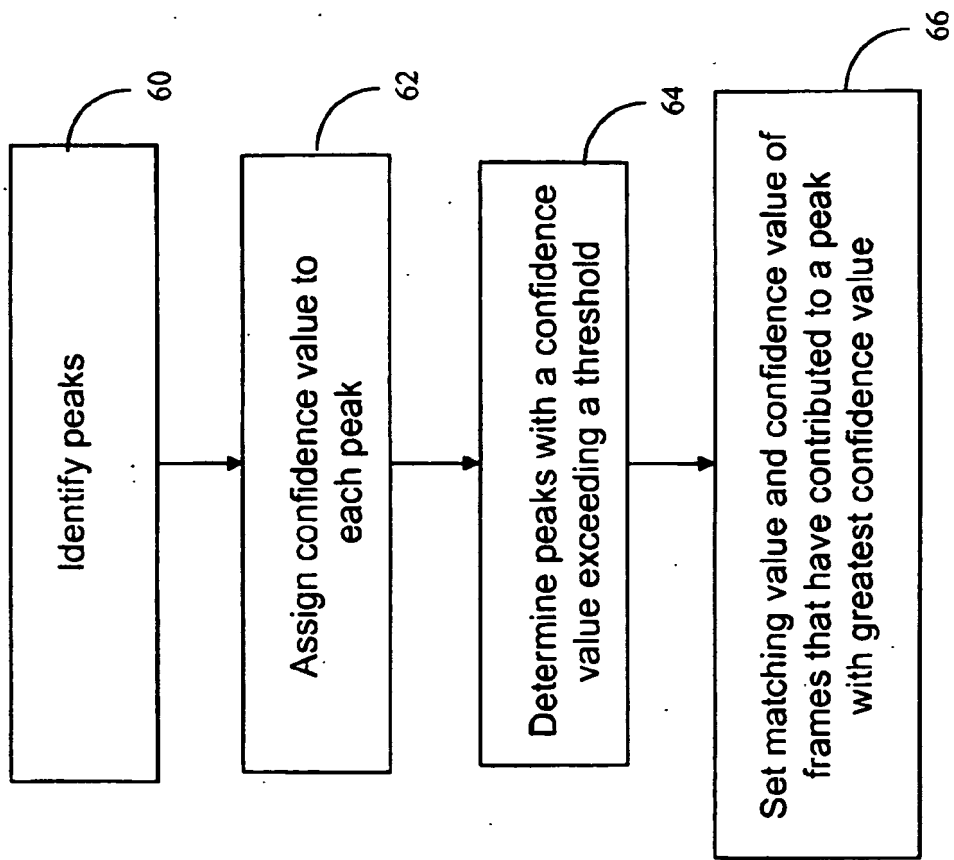 Identify peaks
60
Assign confidence value to
each peak
62
Determine peaks with a confidence
value exceeding a threshold
64
Set matching value and confidence value of
frames that have contributed to a peak
with greatest confidence value
66